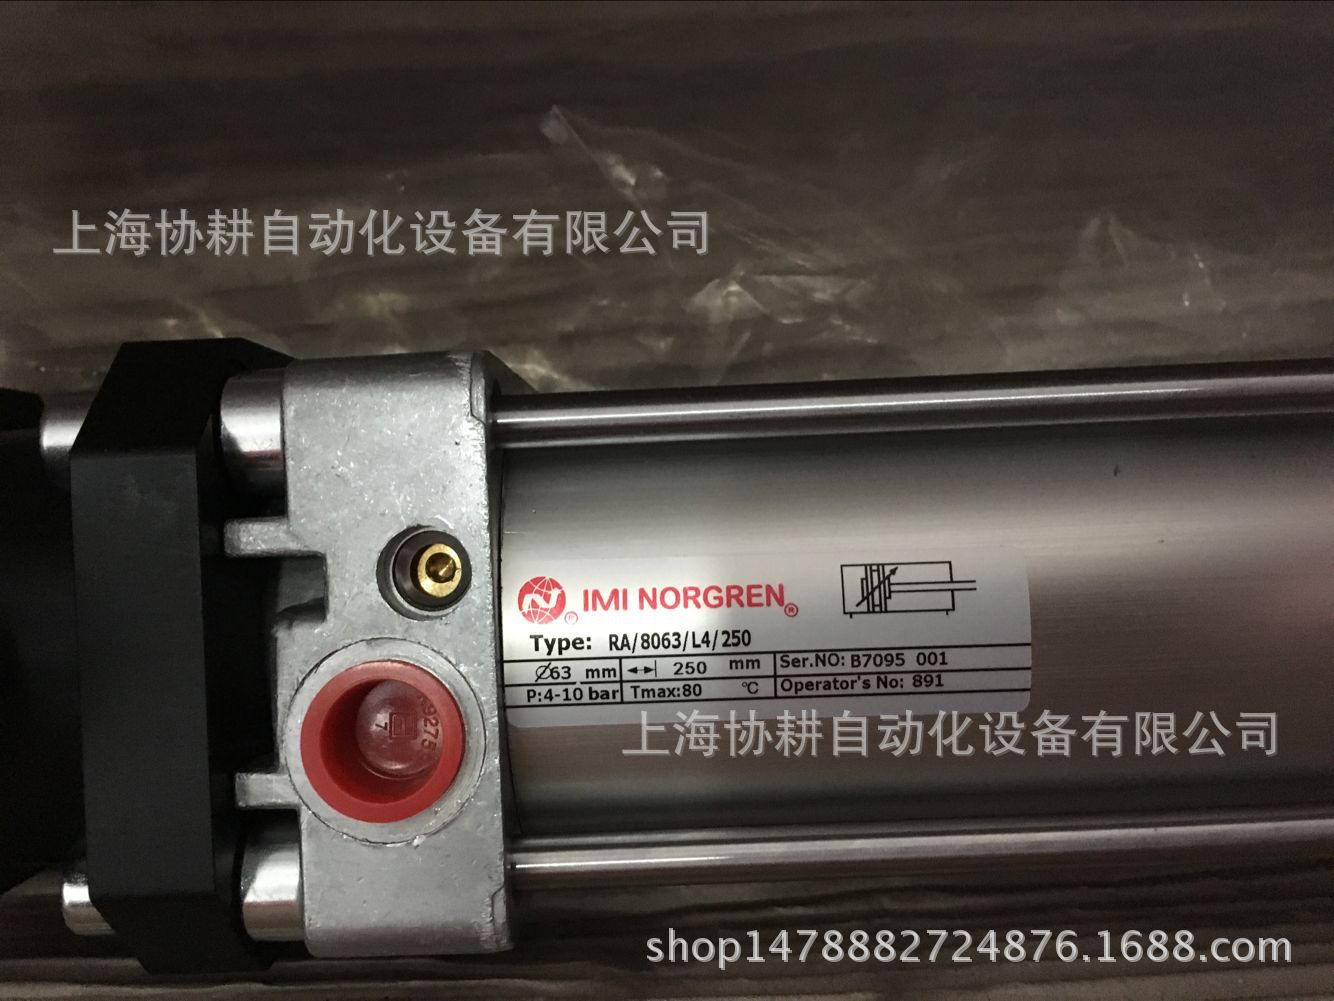 上海协耕自动化设备有限公司
IMI NORGREN ®
Type: RA/8063/L4/250
Ø63 mm 250 mm Ser.NO: B7095 001
P:4-10 bar Tmax:80 °C Operator's No: 891
9275
7
上海协耕自动化设备有限公司
shop1478882724876.1688.com